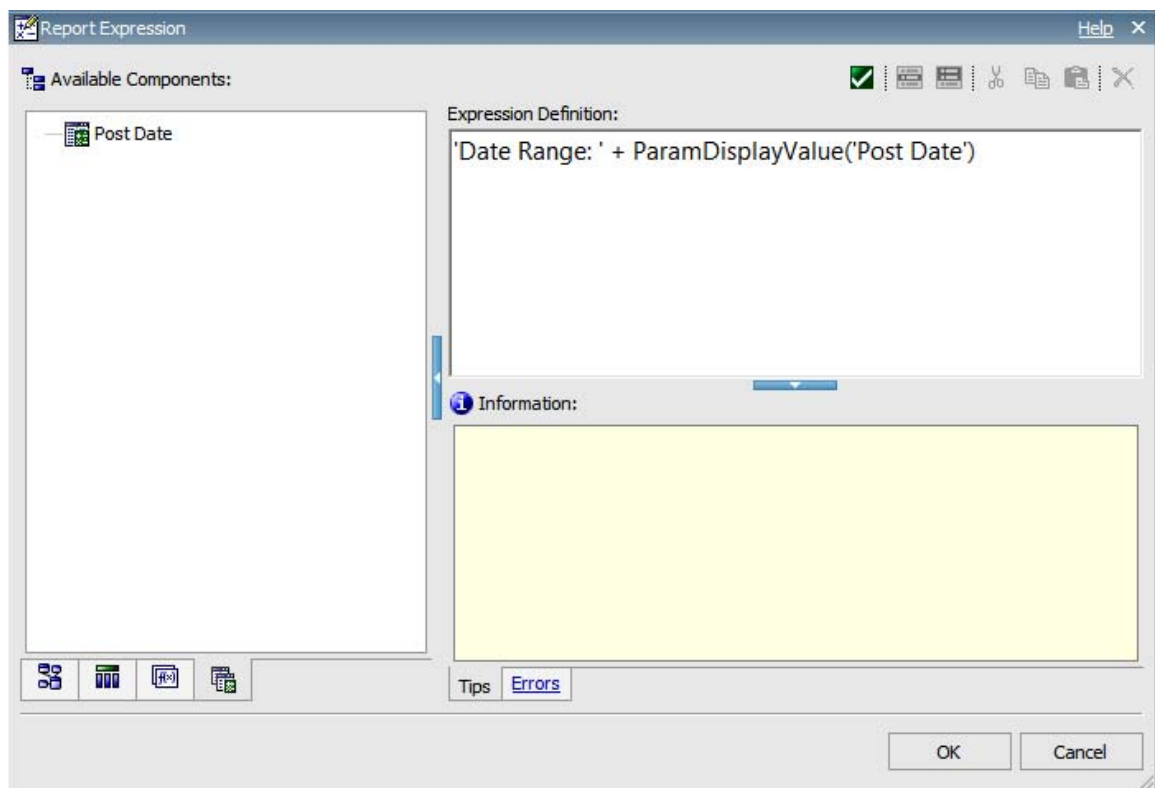 Report Expression
Help
Available Components:
Post Date
Expression Definition:
'Date Range: ' + ParamDisplayValue('Post Date')
Information:
f(x)
Tips
Errors
OK
Cancel